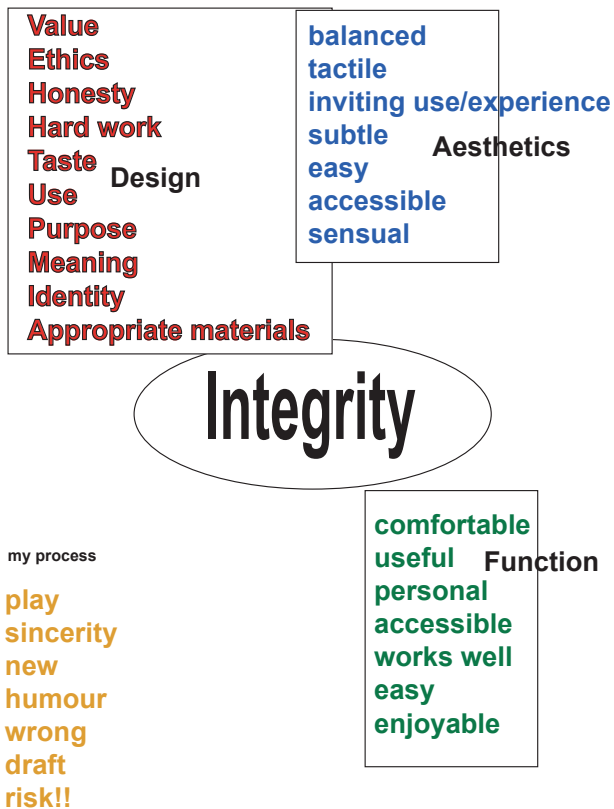 Value
Ethics
Honesty
Hard work
Taste
Design
Use
Purpose
Meaning
Identity
Appropriate materials
balanced
tactile
inviting use/experience
subtle
Aesthetics
easy
accessible
sensual
Integrity
comfortable
useful
Function
personal
accessible
works well
easy
enjoyable
my process
play
sincerity
new
humour
wrong
draft
risk!!